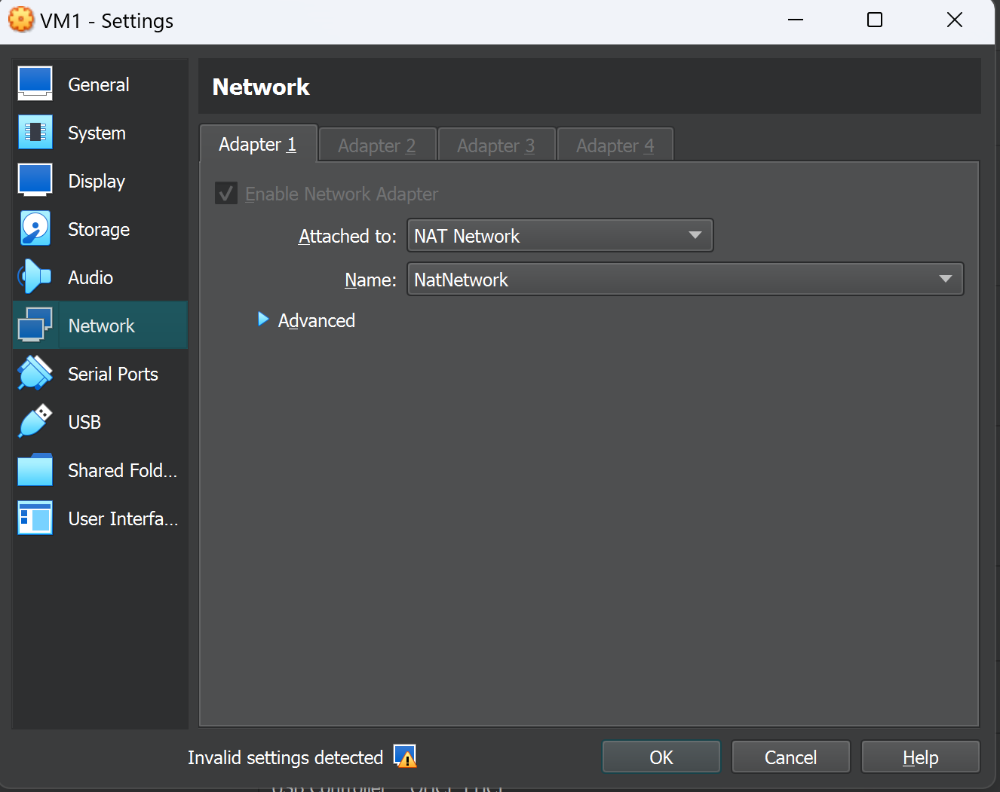 VM1 - Settings
General
System
Display
Storage
Audio
Network
Serial Ports
USB
Shared Fold...
User Interfa...
Network
Adapter 1
Adapter 2
Adapter 3
Adapter 4
Enable Network Adapter
Attached to: NAT Network
Name: NatNetwork
Advanced
Invalid settings detected
OK
Cancel
Help